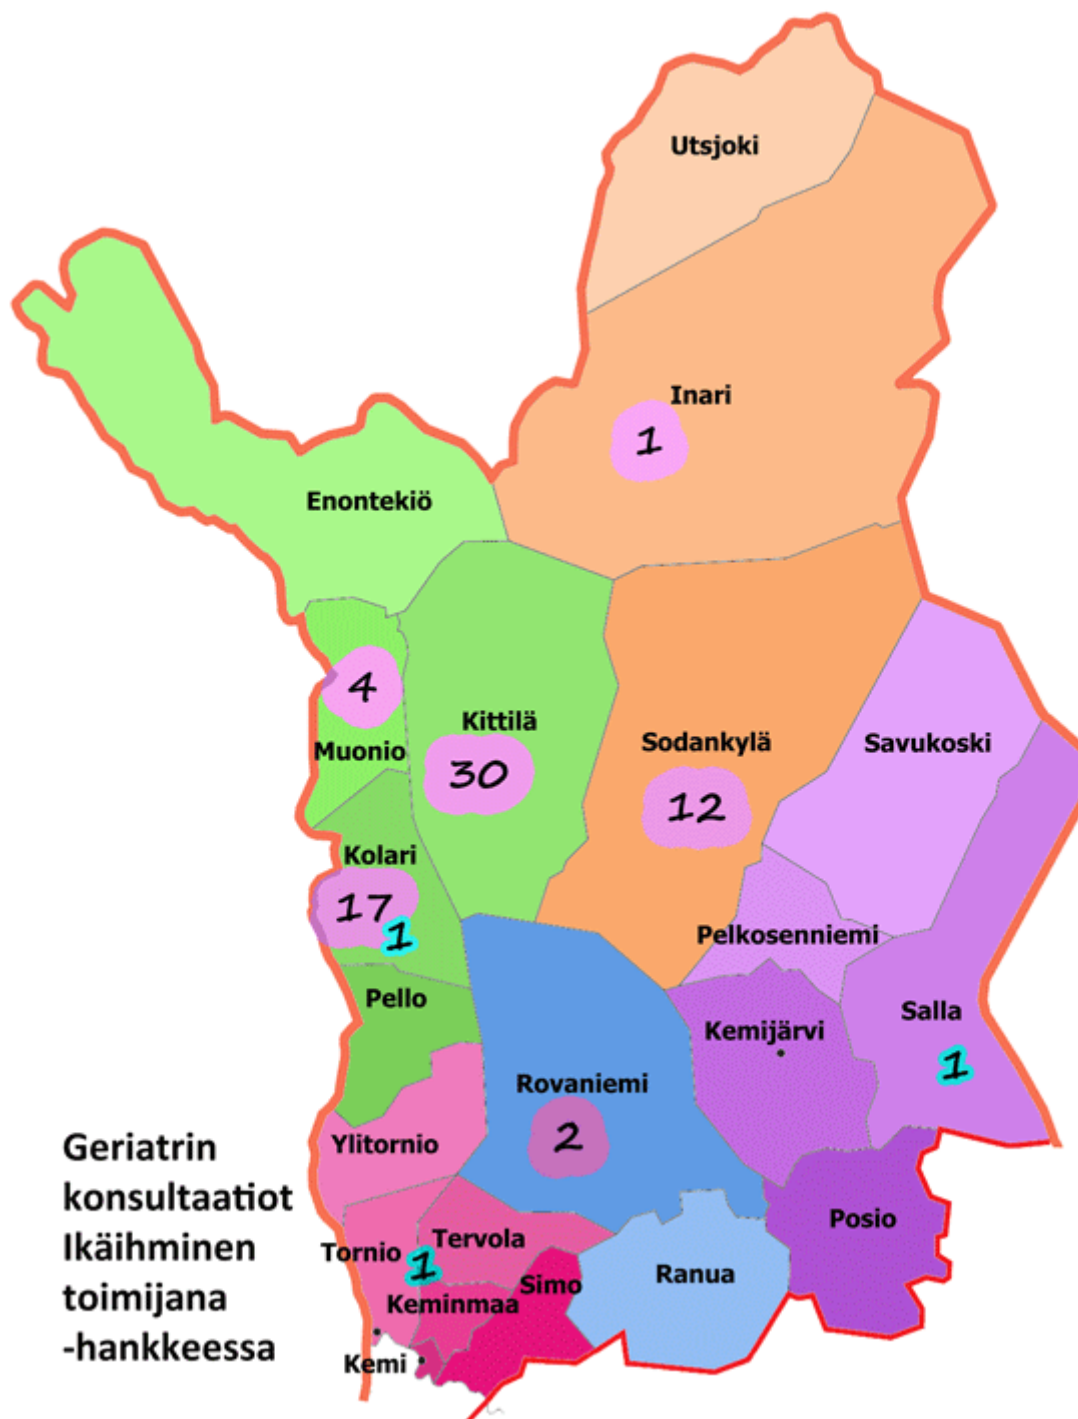 Utsjoki
Inari
1
Enontekiö
4
Muonio
Kittilä
30
Sodankylä
12
Savukoski
Kolari
17
1
Pelkosenniemi
Pello
Salla
1
Kemijärvi
Rovaniemi
2
Ylitornio
Posio
Tornio
1
Tervola
Ranua
Simo
Keminmaa
Kemi
Geriatrin
konsultaatiot
Ikäihminen
toimijana
-hankkeessa